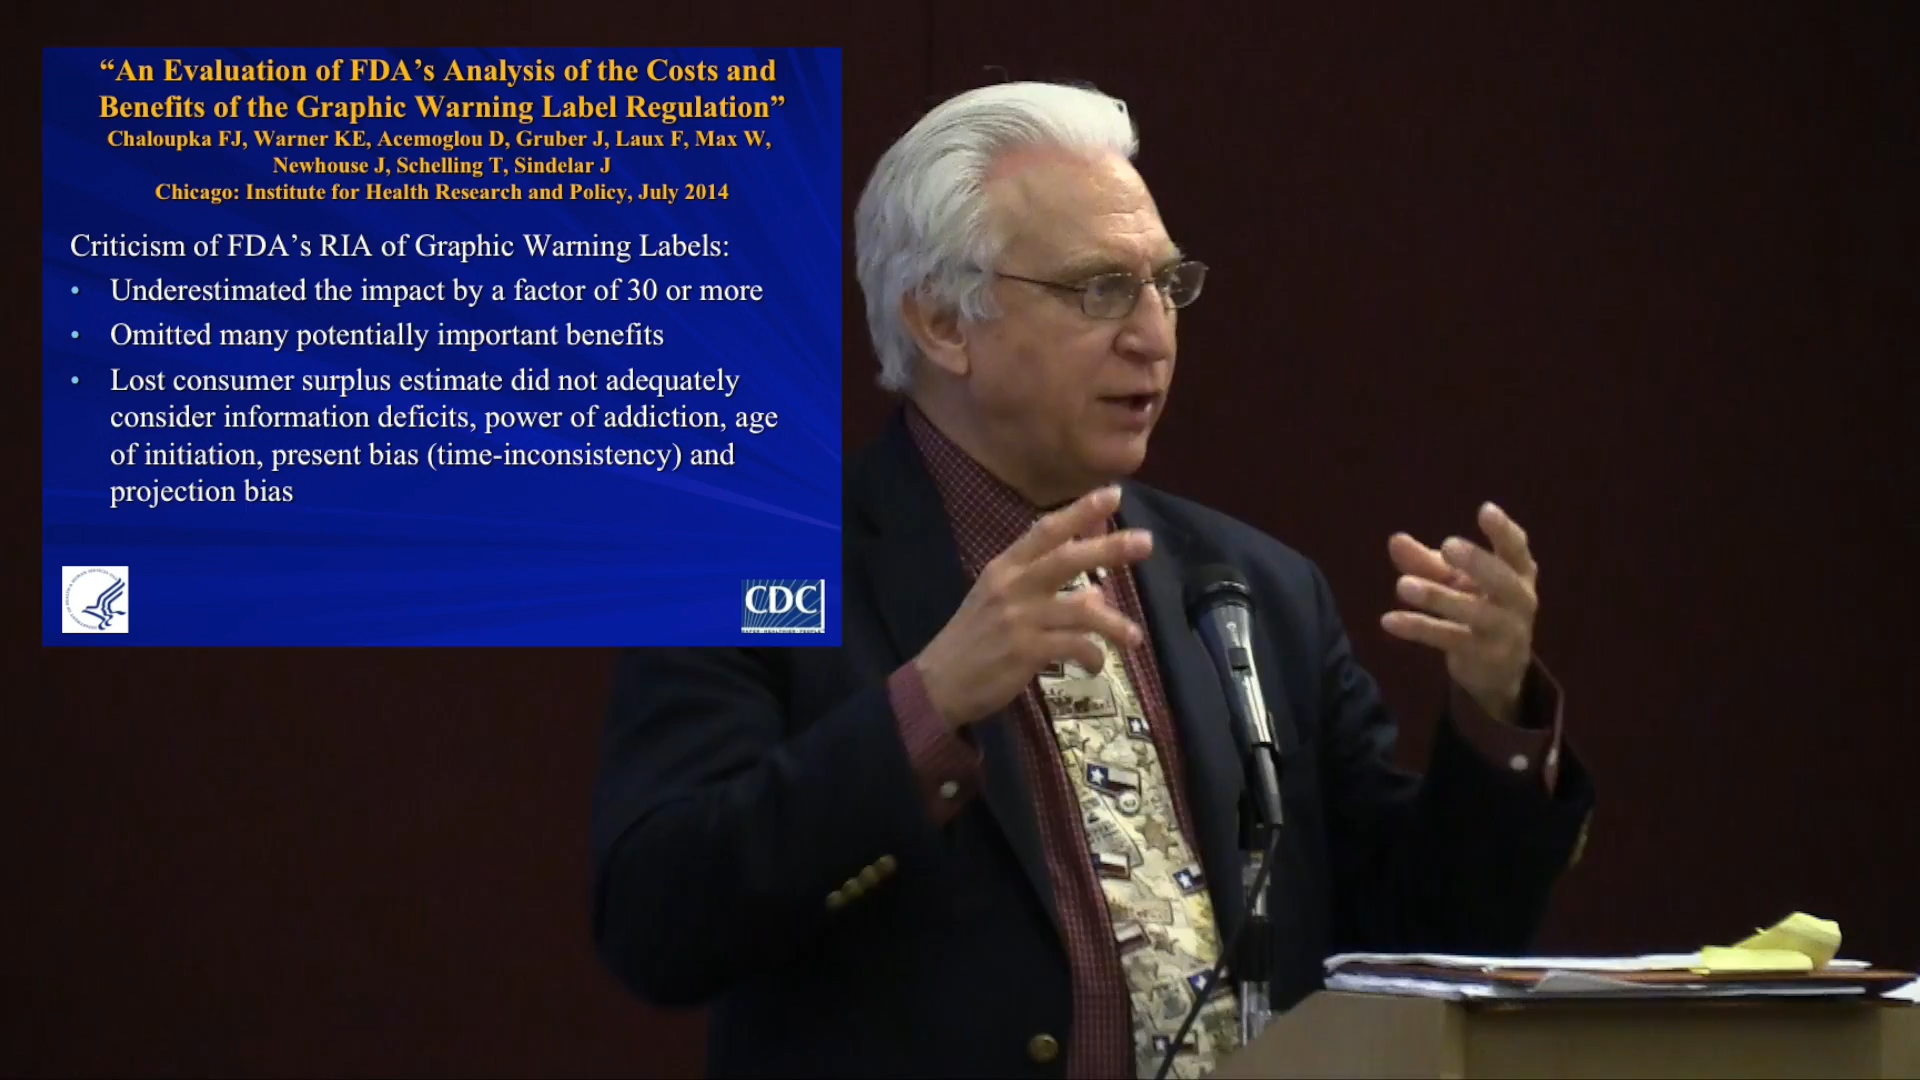 “An Evaluation of FDA’s Analysis of the Costs and
Benefits of the Graphic Warning Label Regulation”
Chaloupka FJ, Warner KE, Acemoglou D, Gruber J, Laux F, Max W,
Newhouse J, Schelling T, Sindelar J
Chicago: Institute for Health Research and Policy, July 2014
Criticism of FDA’s RIA of Graphic Warning Labels:
• Underestimated the impact by a factor of 30 or more
• Omitted many potentially important benefits
• Lost consumer surplus estimate did not adequately
consider information deficits, power of addiction, age
of initiation, present bias (time-inconsistency) and
projection bias
CDC